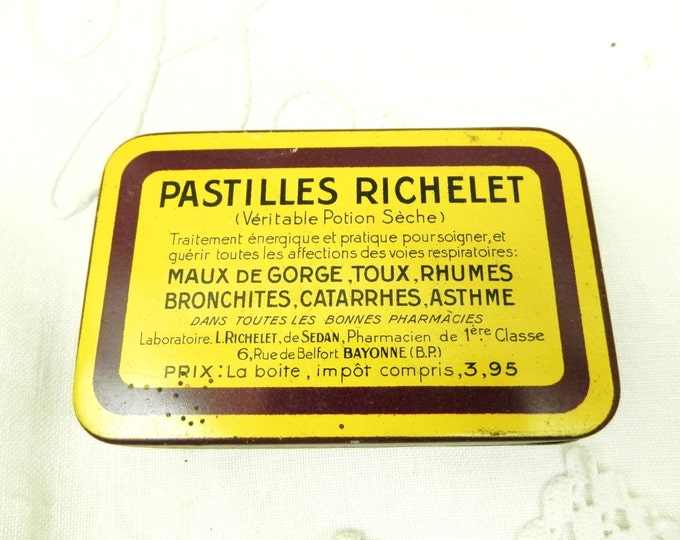 PASTILLES RICHELET
(Véritable Potion Sèche)
Traitement énergique et pratique pour soigner, et
guérir toutes les affections des voies respiratoires:
MAUX DE GORGE, TOUX, RHUMES
BRONCHITES, CATARRHES, ASTHME
DANS TOUTES LES BONNES PHARMACIES
Laboratoire, L. RICHELET, de SEDAN, Pharmacien de 1ère Classe
6, Rue de Belfort BAYONNE (B.P.)
PRIX: La boite, impôt compris, 3,95